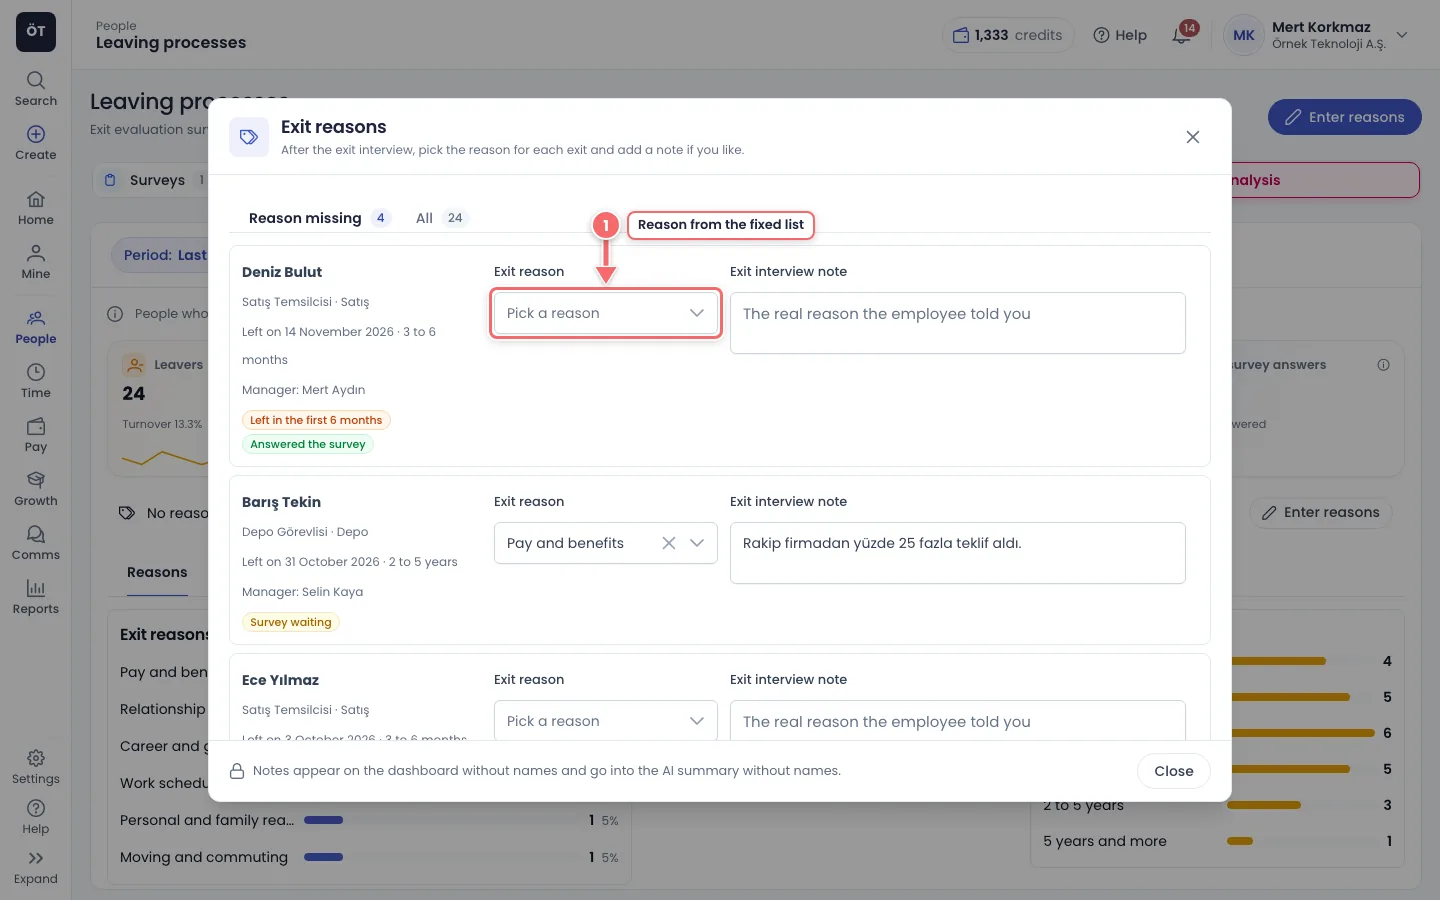 ÖT
People
Leaving processes
1,333 credits
Help
14
MK
Mert Korkmaz
Örnek Teknoloji A.Ş.
Search
Create
Home
Mine
People
Time
Pay
Growth
Comms
Reports
Settings
Help
Expand
Leaving processes
Exit evaluation sur
Enter reasons
Surveys 1
nalysis
Period: Last
People who
Leavers
24
Turnover 13.3%
urvey answers
wered
No reaso
Enter reasons
Reasons
Exit reasons
Pay and ben
Relationship
Career and g
Work schedu
Personal and family rea... 1 5%
Moving and commuting 1 5%
4
5
6
5
2 to 5 years 3
5 years and more 1
Exit reasons
After the exit interview, pick the reason for each exit and add a note if you like.
Reason missing 4 All 24
1 Reason from the fixed list
Deniz Bulut
Satış Temsilcisi · Satış
Left on 14 November 2026 · 3 to 6
months
Manager: Mert Aydın
Left in the first 6 months
Answered the survey
Exit reason
Pick a reason
Exit interview note
The real reason the employee told you
Barış Tekin
Depo Görevlisi · Depo
Left on 31 October 2026 · 2 to 5 years
Manager: Selin Kaya
Survey waiting
Exit reason
Pay and benefits
Exit interview note
Rakip firmadan yüzde 25 fazla teklif aldı.
Ece Yılmaz
Satış Temsilcisi · Satış
Left on 3 October 2026 · 3 to 6 months
Exit reason
Pick a reason
Exit interview note
The real reason the employee told you
Notes appear on the dashboard without names and go into the AI summary without names.
Close